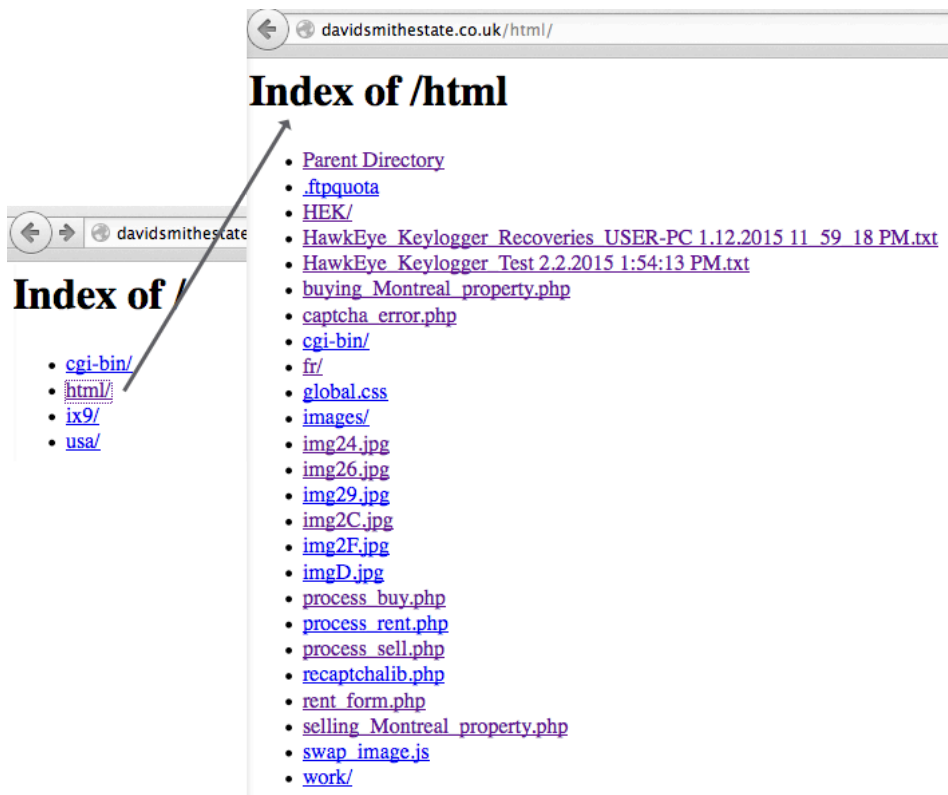 davidsmithestate.co.uk/html/
Index of /html
Parent Directory
.ftpquota
HEK/
HawkEye_Keylogger_Recoveries_USER-PC 1.12.2015 11_59_18 PM.txt
HawkEye_Keylogger_Test 2.2.2015 1:54:13 PM.txt
buying_Montreal_property.php
captcha_error.php
cgi-bin/
fr/
global.css
images/
img24.jpg
img26.jpg
img29.jpg
img2C.jpg
img2F.jpg
imgD.jpg
process_buy.php
process_rent.php
process_sell.php
recaptchalib.php
rent_form.php
selling_Montreal_property.php
swap_image.js
work/
davidsmithestate
Index of /
cgi-bin/
html/
ix9/
usa/